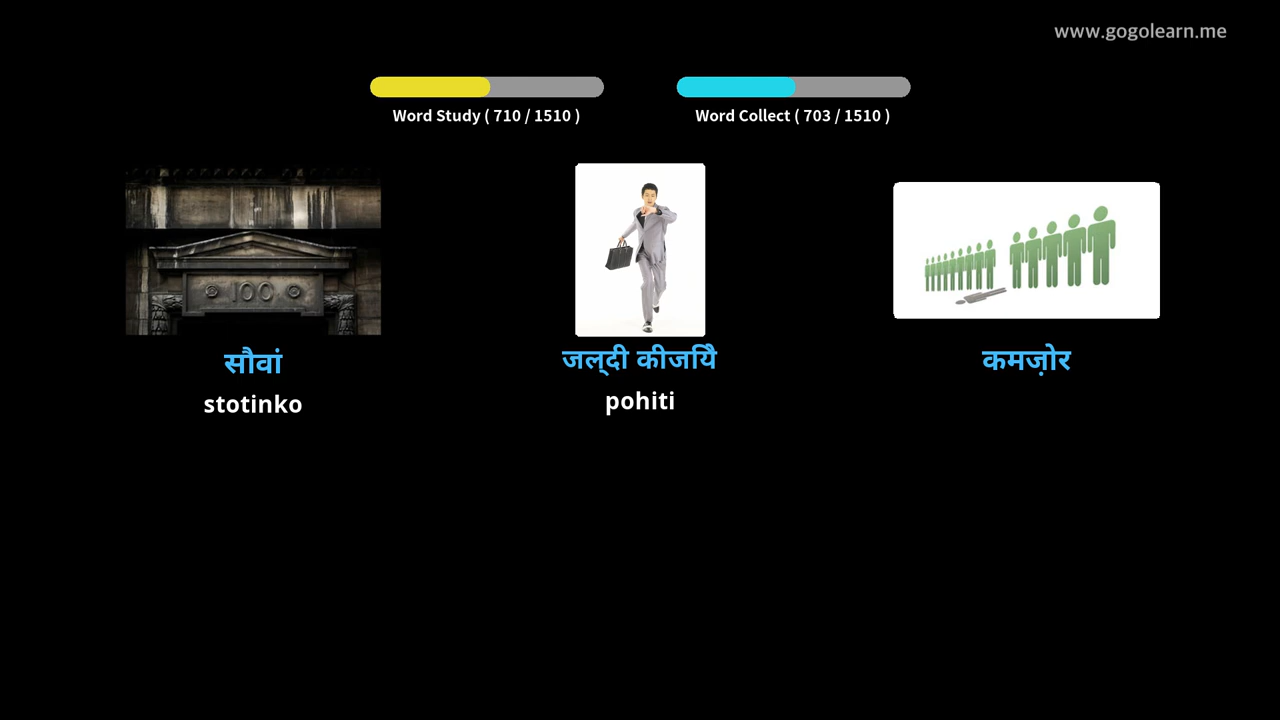 www.gogolearn.me
Word Study ( 710 / 1510 )
Word Collect ( 703 / 1510 )
100
सौवां
जल्दी कीजिये
कमज़ोर
stotinko
pohiti